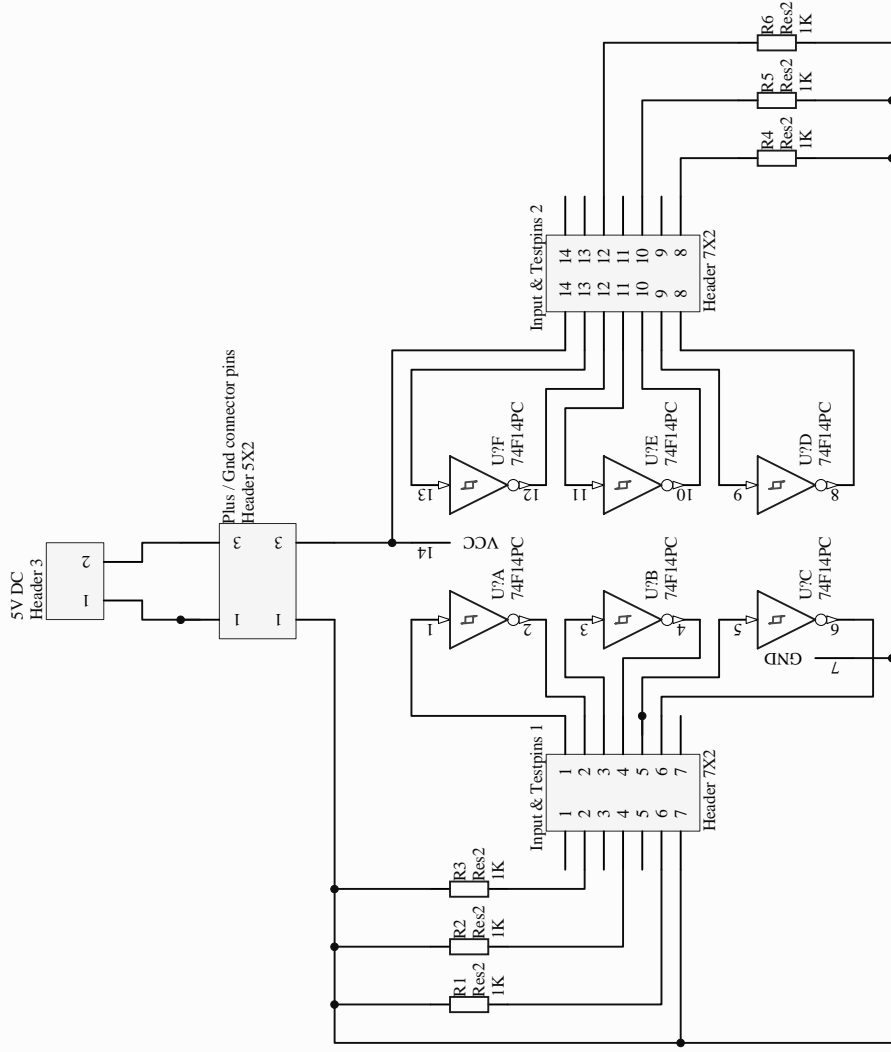 R6
Res2
1K
R5
Res2
1K
R4
Res2
1K
Input & Testpins 2
14
13
12
11
10
9
8
14
13
12
11
10
9
8
Header 7X2
5V DC
Header 3
1
2
Plus / Gnd connector pins
Header 5X2
1
3
1
3
U?F
74F14PC
13
12
U?E
74F14PC
11
10
U?D
74F14PC
9
8
14
VCC
U?A
74F14PC
1
2
U?B
74F14PC
3
4
U?C
74F14PC
5
6
GND
7
Input & Testpins 1
1
2
3
4
5
6
7
1
2
3
4
5
6
7
Header 7X2
R3
Res2
1K
R2
Res2
1K
R1
Res2
1K